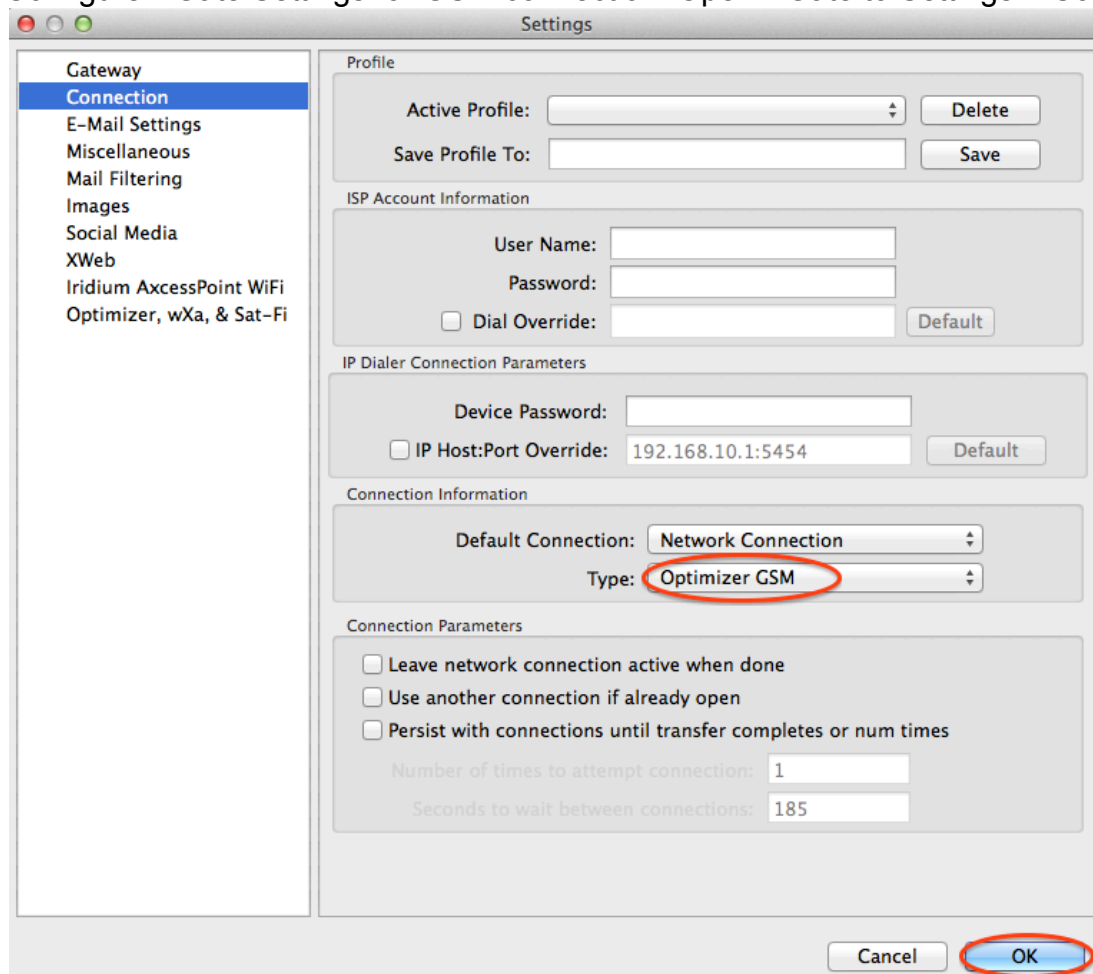 Settings
Gateway
Connection
E-Mail Settings
Miscellaneous
Mail Filtering
Images
Social Media
XWeb
Iridium AxcessPoint WiFi
Optimizer, wXa, & Sat-Fi
Profile
Active Profile:
Delete
Save Profile To:
Save
ISP Account Information
User Name:
Password:
Dial Override:
Default
IP Dialer Connection Parameters
Device Password:
IP Host:Port Override: 192.168.10.1:5454
Default
Connection Information
Default Connection: Network Connection
Type: Optimizer GSM
Connection Parameters
Leave network connection active when done
Use another connection if already open
Persist with connections until transfer completes or num times
Number of times to attempt connection: 1
Seconds to wait between connections: 185
Cancel
OK